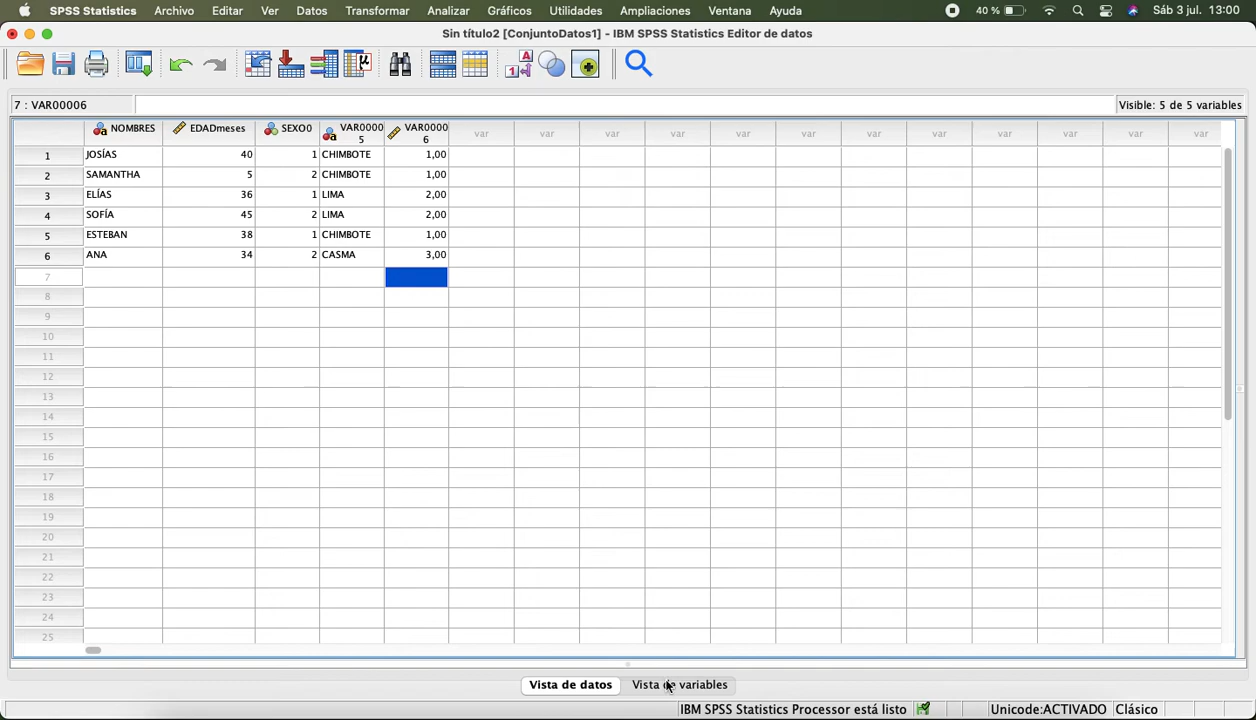 SPSS Statistics Archivo Editar Ver Datos Transformar Analizar Gráficos Utilidades Ampliaciones Ventana Ayuda 40 % Sáb 3 jul. 13:00
Sin título2 [ConjuntoDatos1] - IBM SPSS Statistics Editor de datos
7 : VAR00006 Visible: 5 de 5 variables
NOMBRES EDADmeses SEXO0 VAR00005 VAR00006 var var var var var var var var var var var var
1 JOSÍAS 40 1 CHIMBOTE 1,00
2 SAMANTHA 5 2 CHIMBOTE 1,00
3 ELÍAS 36 1 LIMA 2,00
4 SOFÍA 45 2 LIMA 2,00
5 ESTEBAN 38 1 CHIMBOTE 1,00
6 ANA 34 2 CASMA 3,00
7
8
9
10
11
12
13
14
15
16
17
18
19
20
21
22
23
24
25
Vista de datos Vista de variables
IBM SPSS Statistics Processor está listo Unicode:ACTIVADO Clásico